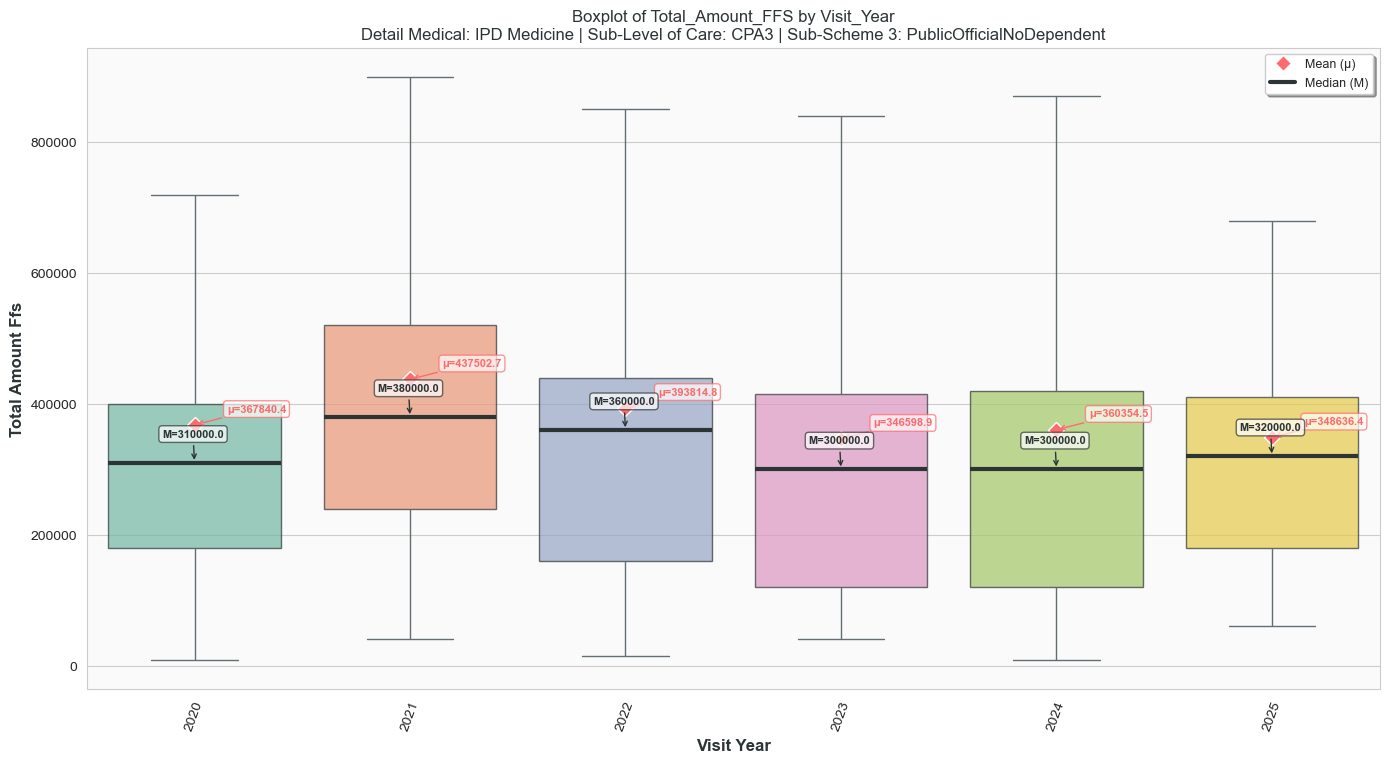 Boxplot of Total_Amount_FFS by Visit_Year
Detail Medical: IPD Medicine | Sub-Level of Care: CPA3 | Sub-Scheme 3: PublicOfficialNoDependent
Mean (μ)
Median (M)
Total Amount Ffs
800000
600000
400000
200000
0
μ=367840.4
M=310000.0
μ=437502.7
M=380000.0
μ=393814.8
M=360000.0
μ=346598.9
M=300000.0
μ=360354.5
M=300000.0
μ=348636.4
M=320000.0
2020
2021
2022
2023
2024
2025
Visit Year